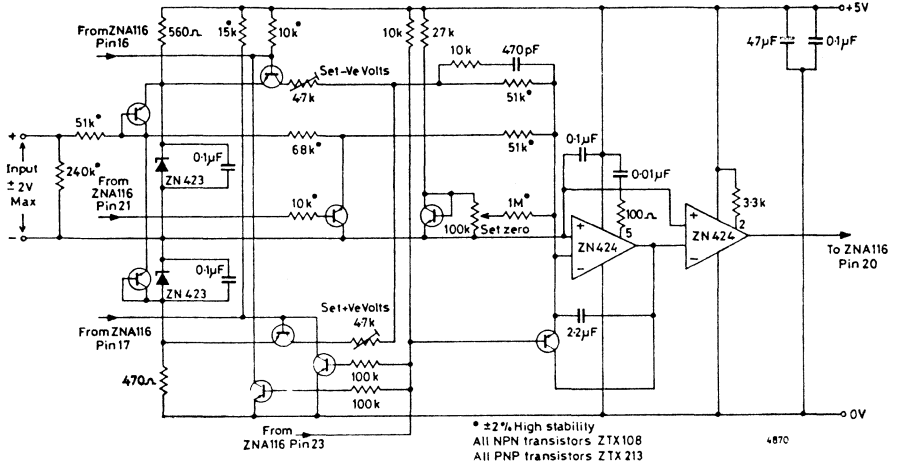 +5V
From ZNA116
Pin 16
560Ω
15k*
10k*
10k
27k
47µF
0·1µF
10k
470pF
Set -Ve Volts
4·7k
51k*
51k*
+
Input
± 2V
Max
-
240k*
0·1µF
ZN 423
68k*
51k*
0·1µF
0·01µF
From
ZNA116
Pin 21
10k*
1M*
100k
Set zero
100Ω
5
+
ZN 424
-
3·3k
2
+
ZN 424
-
To ZNA116
Pin 20
0·1µF
ZN 423
From ZNA116
Pin 17
Set +Ve Volts
47k
2·2µF
470Ω
100k
100k
0V
From
ZNA116 Pin 23
* ±2% High stability
All NPN transistors ZTX108
All PNP transistors ZTX 213
4870